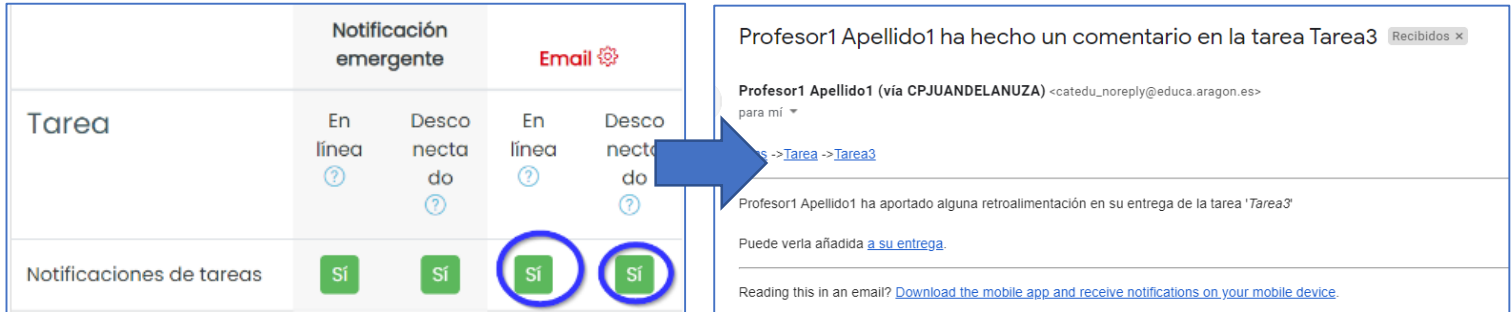 Notificación
emergente
Email
Tarea
En
línea
Desco
necta
do
En
línea
Desco
necta
do
Notificaciones de tareas
Sí
Sí
Sí
Sí
Profesor1 Apellido1 ha hecho un comentario en la tarea Tarea3 Recibidos ×
Profesor1 Apellido1 (vía CPJUANDELANUZA) <catedu_noreply@educa.aragon.es>
para mí
->Tarea ->Tarea3
Profesor1 Apellido1 ha aportado alguna retroalimentación en su entrega de la tarea 'Tarea3'
Puede verla añadida a su entrega.
Reading this in an email? Download the mobile app and receive notifications on your mobile device.